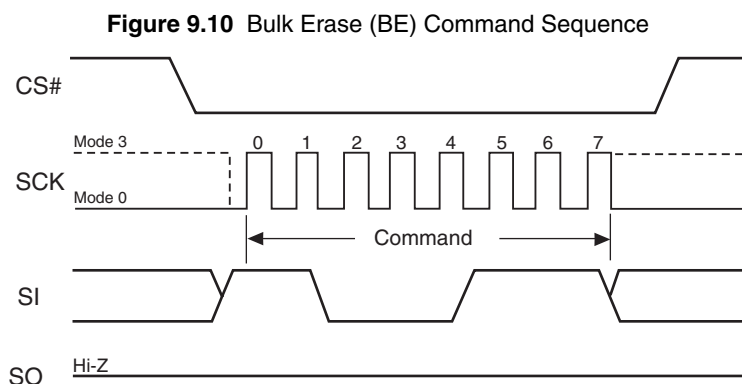 Figure 9.10 Bulk Erase (BE) Command Sequence
CS#
Mode 3
0 1 2 3 4 5 6 7
SCK
Mode 0
Command
SI
Hi-Z
SO